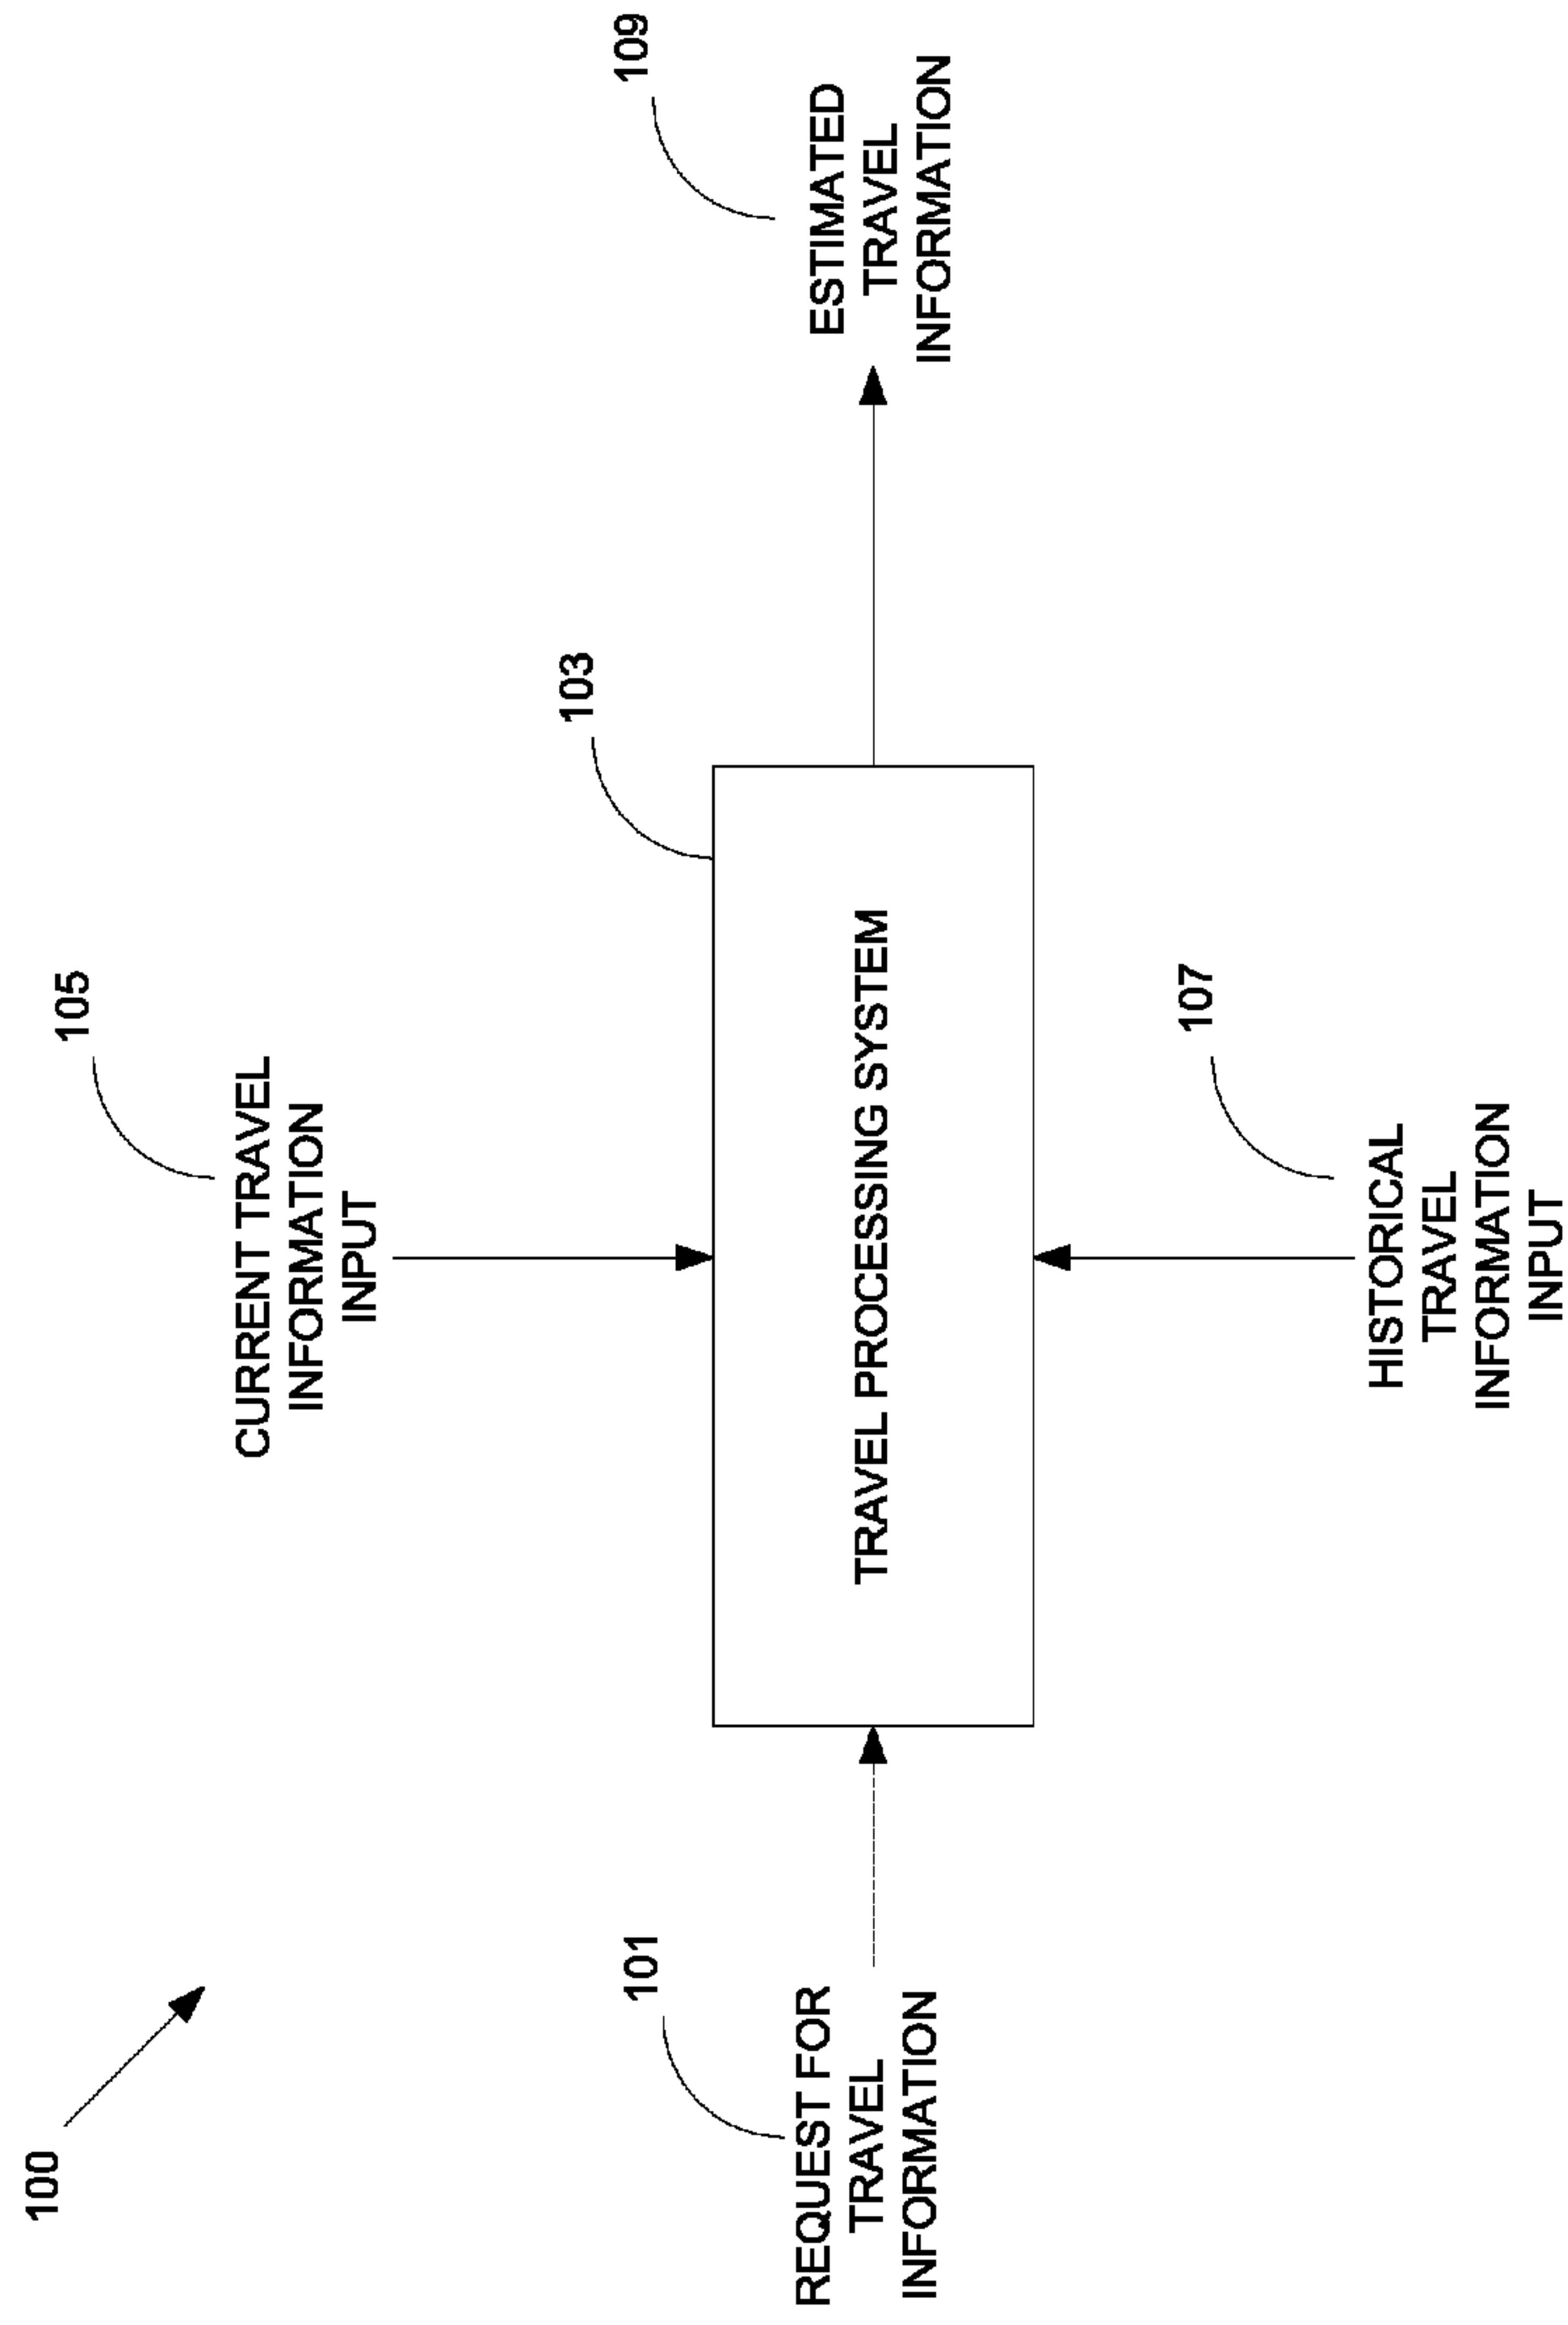 100
105
CURRENT TRAVEL
INFORMATION
INPUT
101
REQUEST FOR
TRAVEL
INFORMATION
103
TRAVEL PROCESSING SYSTEM
109
ESTIMATED
TRAVEL
INFORMATION
107
HISTORICAL
TRAVEL
INFORMATION
INPUT